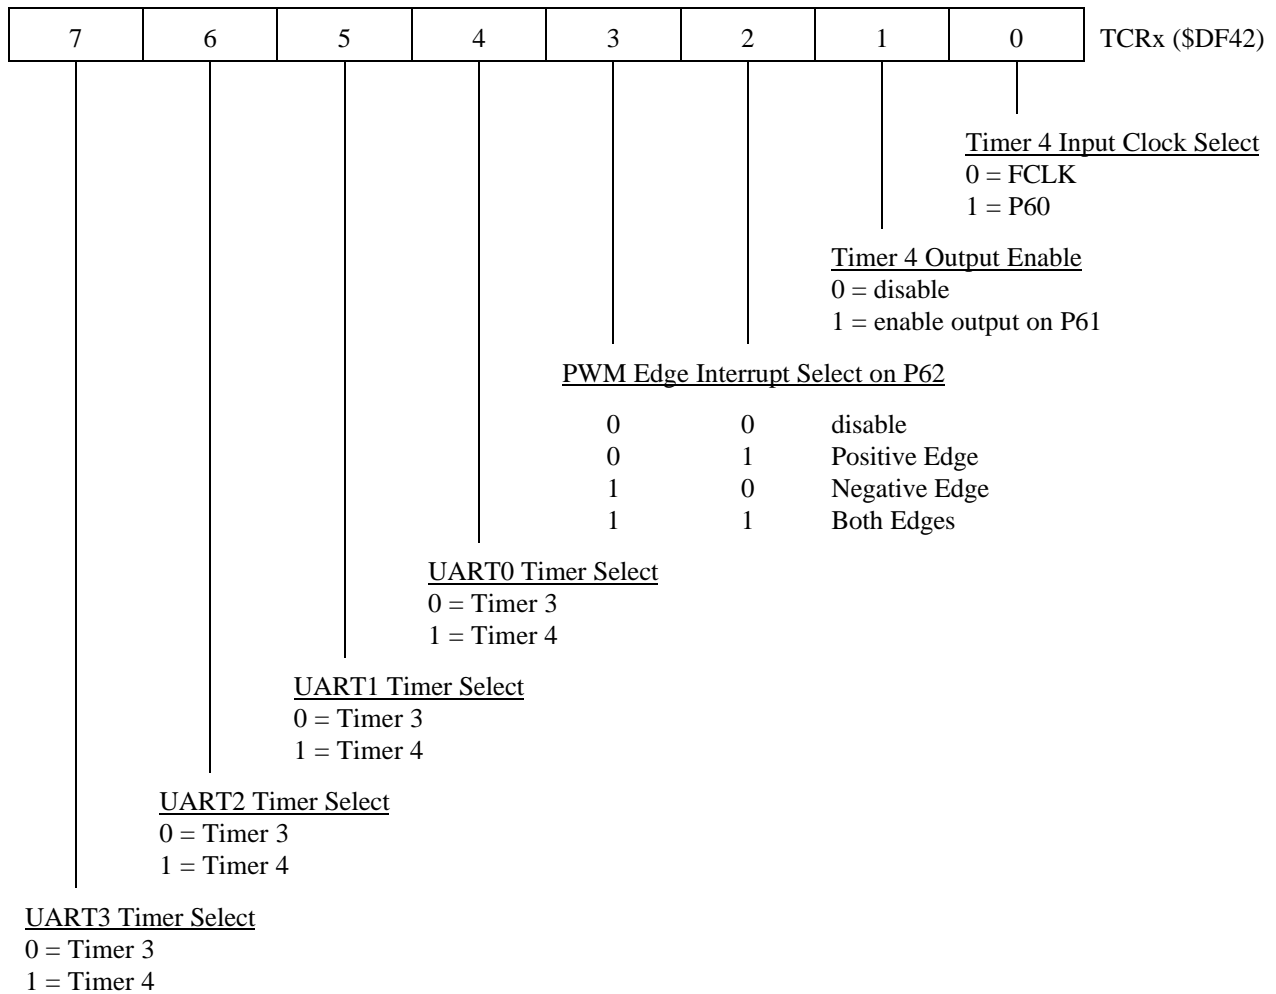 7 6 5 4 3 2 1 0 TCRx ($DF42)
Timer 4 Input Clock Select
0 = FCLK
1 = P60
Timer 4 Output Enable
0 = disable
1 = enable output on P61
PWM Edge Interrupt Select on P62
0 0 disable
0 1 Positive Edge
1 0 Negative Edge
1 1 Both Edges
UART0 Timer Select
0 = Timer 3
1 = Timer 4
UART1 Timer Select
0 = Timer 3
1 = Timer 4
UART2 Timer Select
0 = Timer 3
1 = Timer 4
UART3 Timer Select
0 = Timer 3
1 = Timer 4